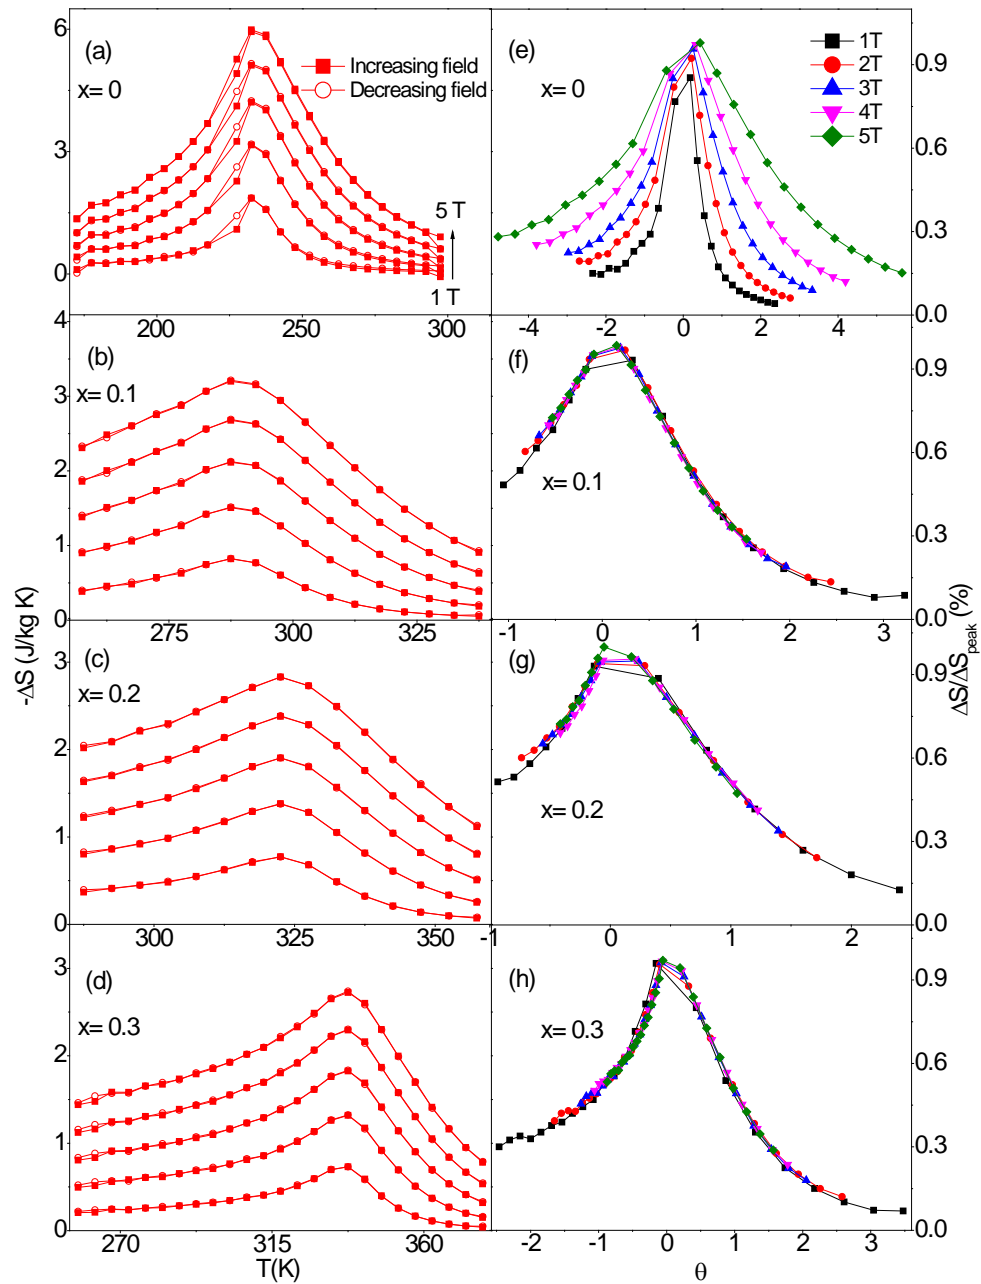 (a)
x= 0
Increasing field
Decreasing field
5 T
1 T
6
3
0
200
250
300
(e)
x= 0
1T
2T
3T
4T
5T
0.9
0.6
0.3
0.0
-4
-2
0
2
4
(b)
x= 0.1
4
3
2
1
0
275
300
325
(f)
x= 0.1
0.9
0.6
0.3
0.0
-1
0
1
2
3
(c)
x= 0.2
3
2
1
0
300
325
350
(g)
x= 0.2
0.9
0.6
0.3
0.0
-1
0
1
2
(d)
x= 0.3
3
2
1
0
270
315
360
(h)
x= 0.3
0.9
0.6
0.3
0.0
-2
-1
0
1
2
3
-ΔS (J/kg K)
ΔS/ΔS_peak (%)
T(K)
θ